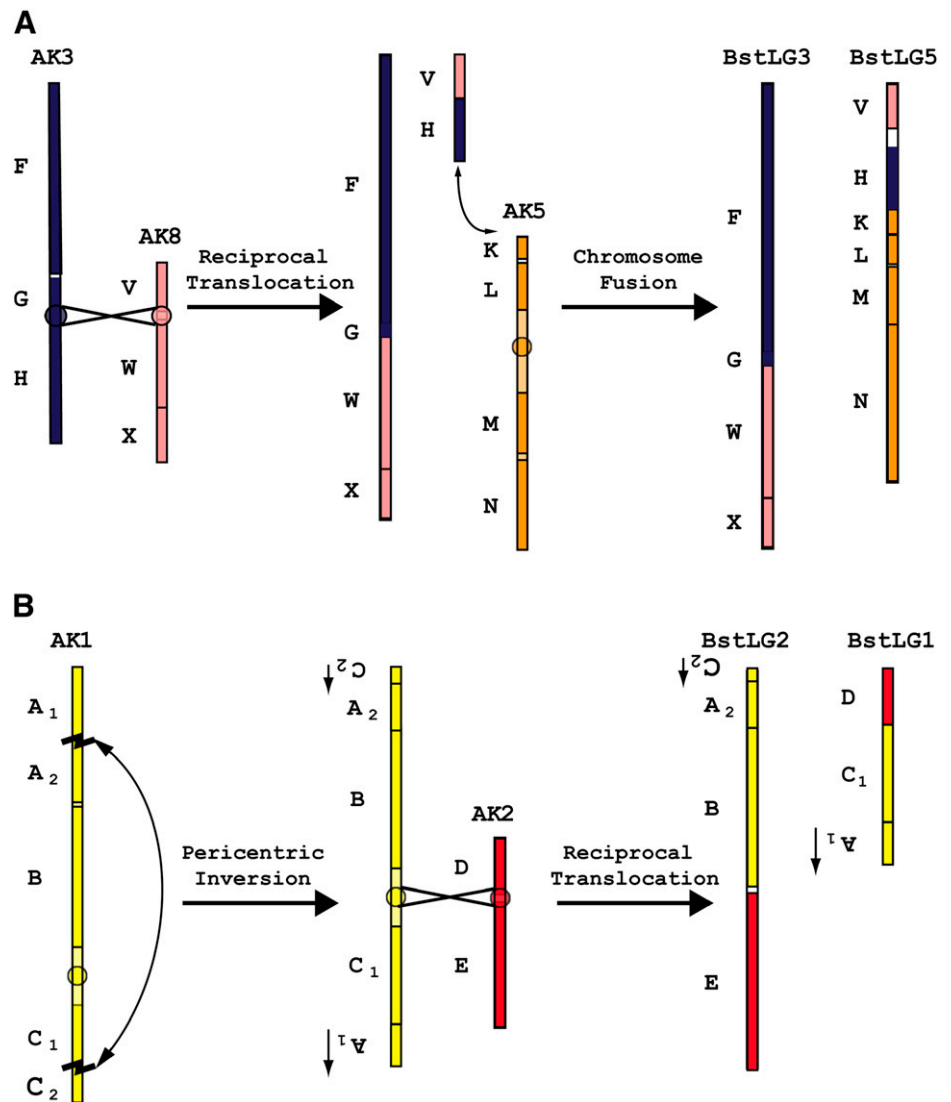 A
AK3
F
G
H
AK8
V
W
X
Reciprocal
Translocation
F
G
W
X
V
H
AK5
K
L
M
N
Chromosome
Fusion
BstLG3
F
G
W
X
BstLG5
V
H
K
L
M
N
B
AK1
A1
A2
B
C1
C2
Pericentric
Inversion
C2
A2
B
C1
A1
AK2
D
E
Reciprocal
Translocation
BstLG2
C2
A2
B
E
BstLG1
D
C1
A1